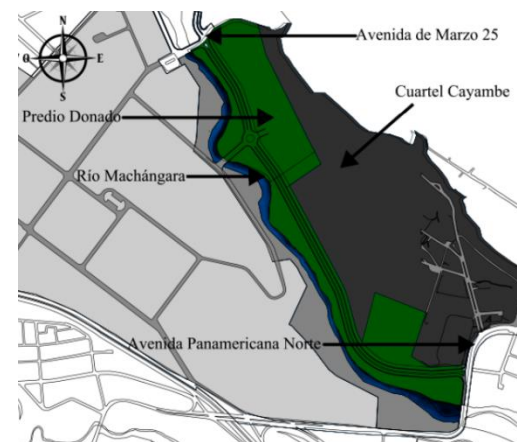 Avenida de Marzo 25
N
O
E
S
Cuartel Cayambe
Predio Donado
Río Machángara
Avenida Panamericana Norte